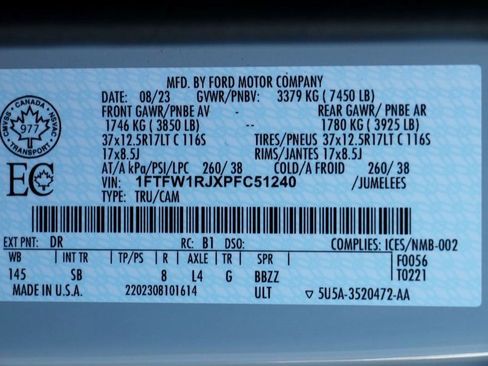 MFD. BY FORD MOTOR COMPANY
DATE: 08/23 GVWR/PNBV: 3379 KG ( 7450 LB)
FRONT GAWR/PNBE AV REAR GAWR/ PNBE AR
1746 KG ( 3850 LB) -- 1780 KG ( 3925 LB)
37x12.5R17LT C 116S TIRES/PNEUS 37x12.5R17LT C 116S
17x8.5J RIMS/JANTES 17x8.5J
AT/A kPa/PSI/LPC 260/ 38 COLD/A FROID 260/ 38
VIN: 1FTFW1RJXPFC51240 /JUMELEES
TYPE: TRU/CAM
CANADA
CMVSS NSVAC
977
TRANSPORT
EC
EXT PNT: DR RC: B1 DSO: COMPLIES: ICES/NMB-002
WB INT TR TP/PS R AXLE TR SPR F0056
145 SB 8 L4 G BBZZ T0221
MADE IN U.S.A. 2202308101614 ULT ▽ 5U5A-3520472-AA